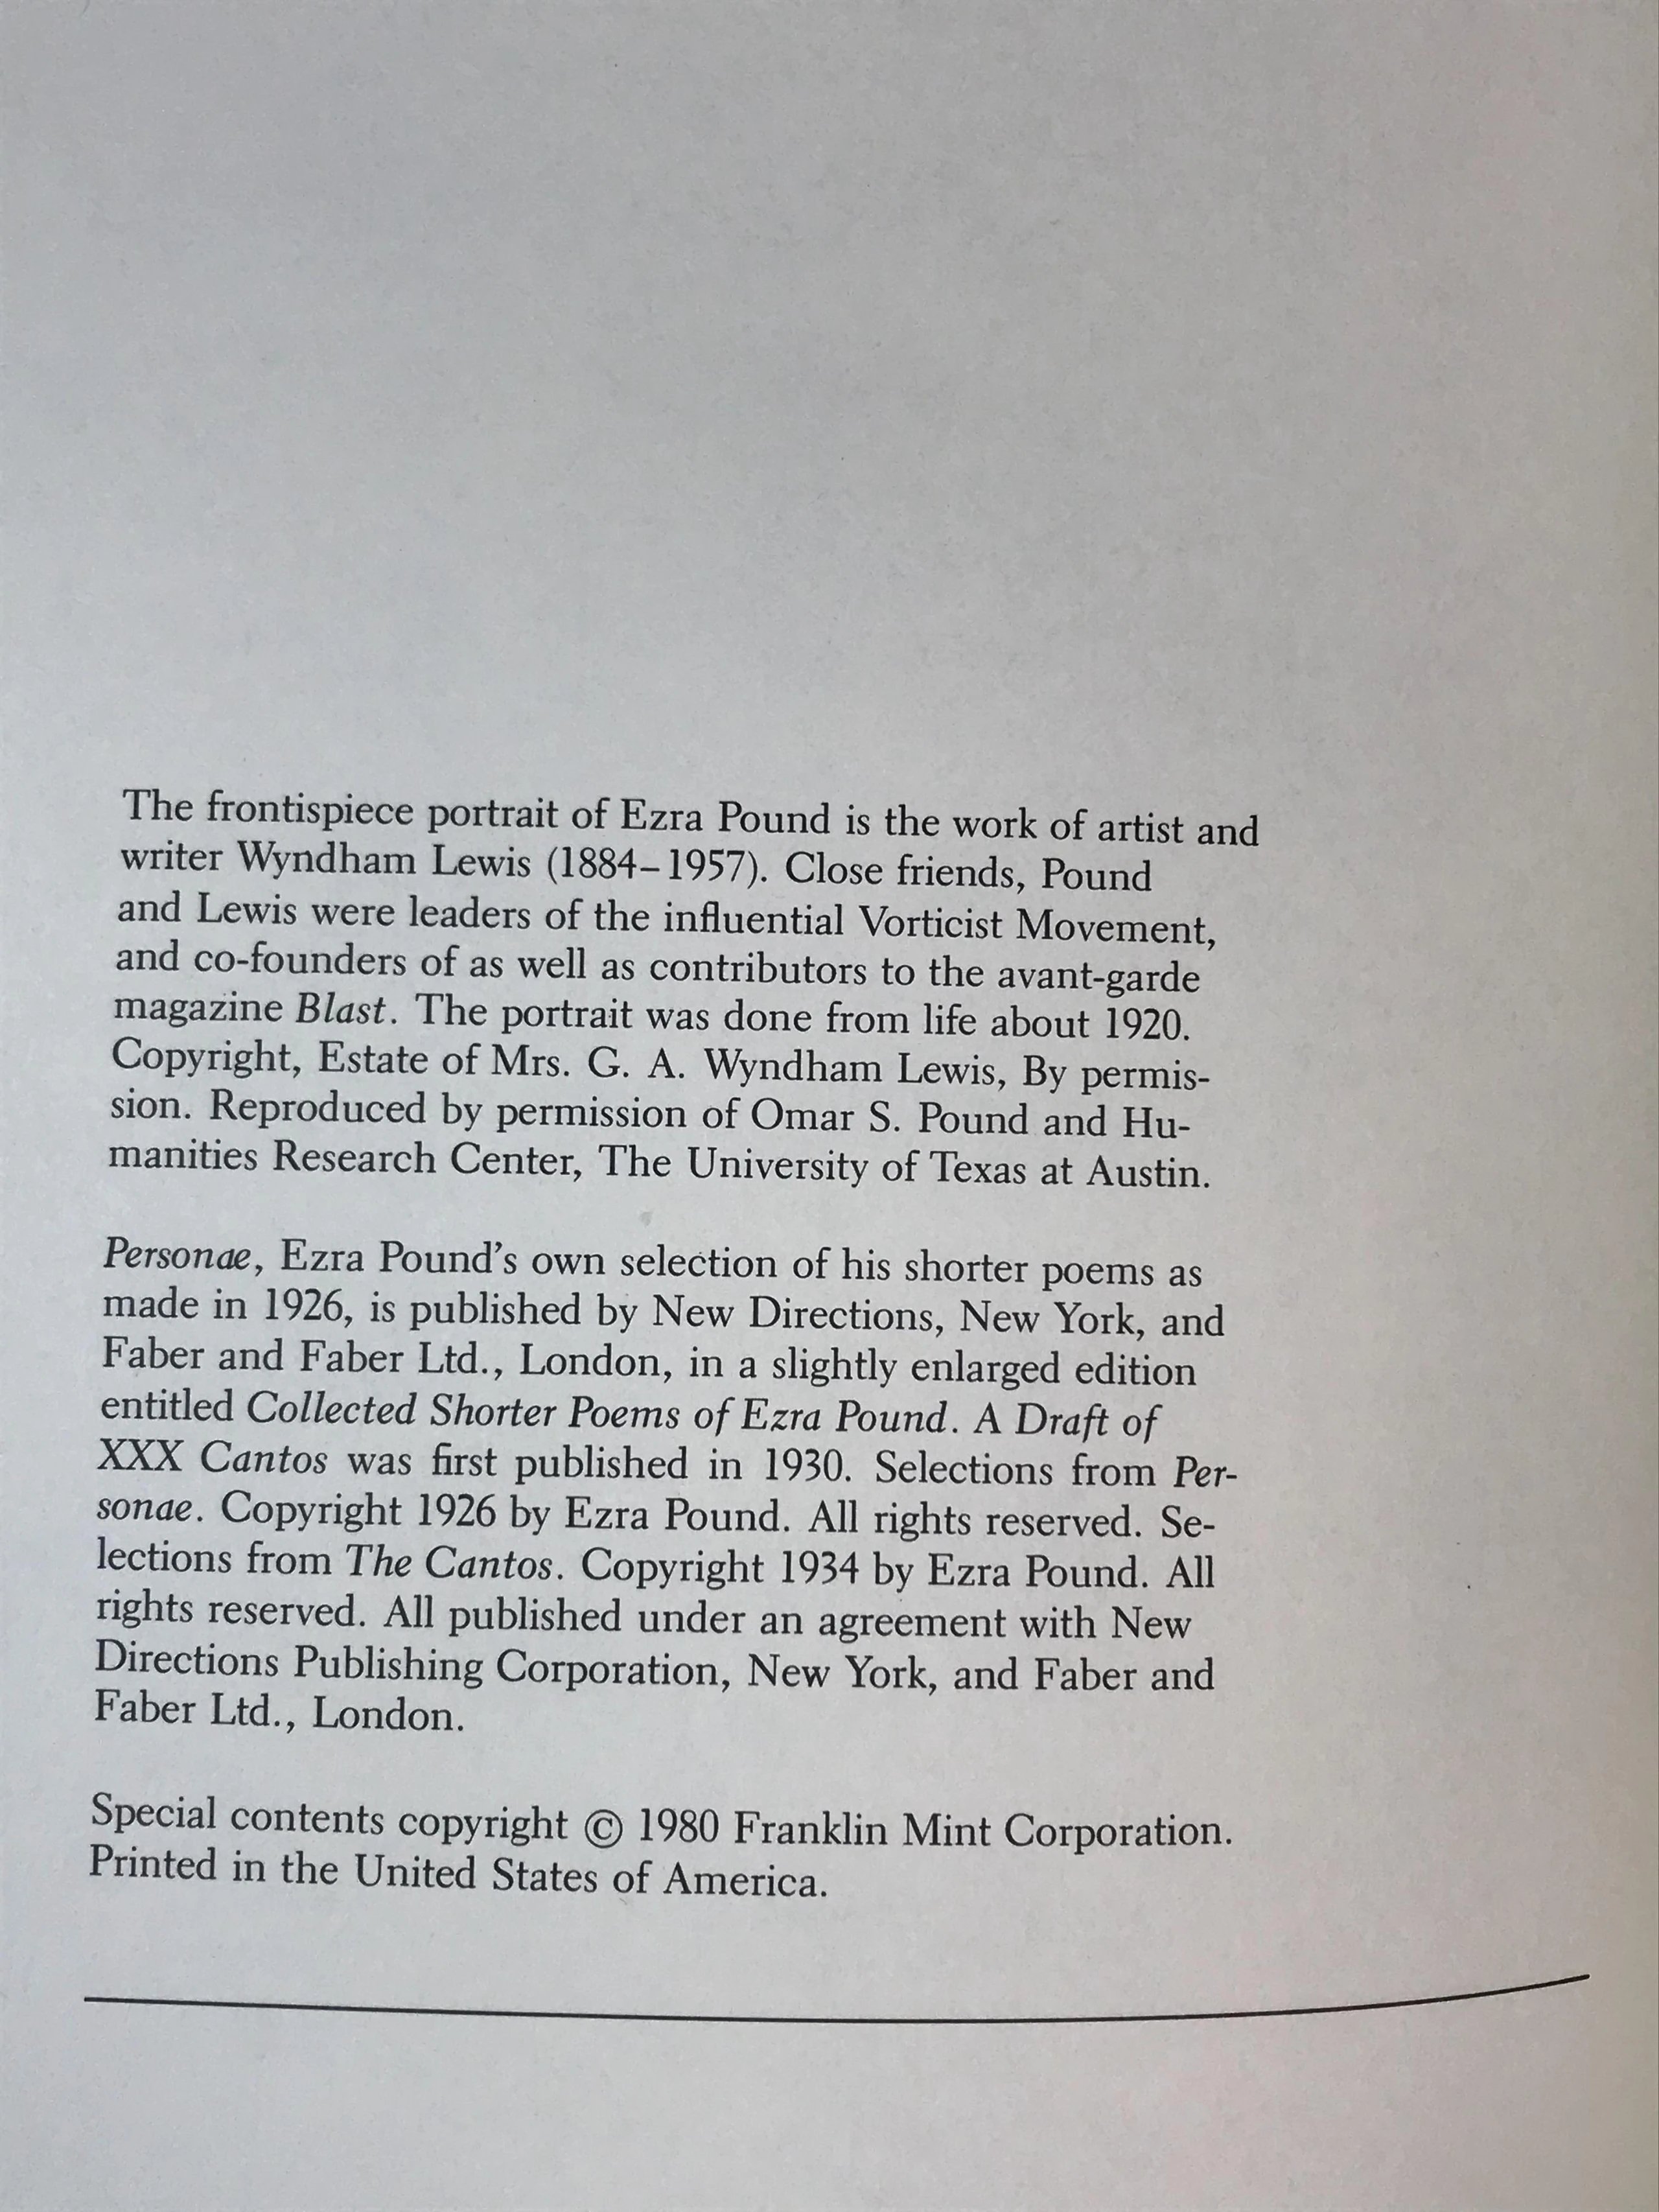 The frontispiece portrait of Ezra Pound is the work of artist and
writer Wyndham Lewis (1884–1957). Close friends, Pound
and Lewis were leaders of the influential Vorticist Movement,
and co-founders of as well as contributors to the avant-garde
magazine Blast. The portrait was done from life about 1920.
Copyright, Estate of Mrs. G. A. Wyndham Lewis, By permis-
sion. Reproduced by permission of Omar S. Pound and Hu-
manities Research Center, The University of Texas at Austin.
Personae, Ezra Pound's own selection of his shorter poems as
made in 1926, is published by New Directions, New York, and
Faber and Faber Ltd., London, in a slightly enlarged edition
entitled Collected Shorter Poems of Ezra Pound. A Draft of
XXX Cantos was first published in 1930. Selections from Per-
sonae. Copyright 1926 by Ezra Pound. All rights reserved. Se-
lections from The Cantos. Copyright 1934 by Ezra Pound. All
rights reserved. All published under an agreement with New
Directions Publishing Corporation, New York, and Faber and
Faber Ltd., London.
Special contents copyright © 1980 Franklin Mint Corporation.
Printed in the United States of America.